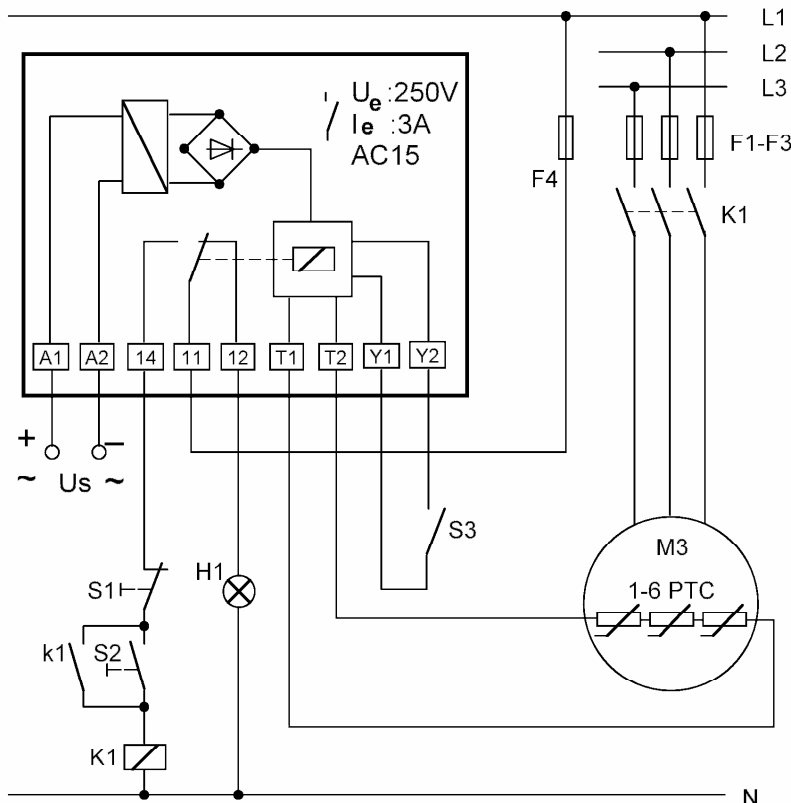 L1
L2
L3
Ue :250V
Ie :3A
AC15
F4
F1-F3
K1
A1 A2 14 11 12 T1 T2 Y1 Y2
+ −
~ Us ~
S3
M3
1-6 PTC
H1
S1
k1 S2
K1
N